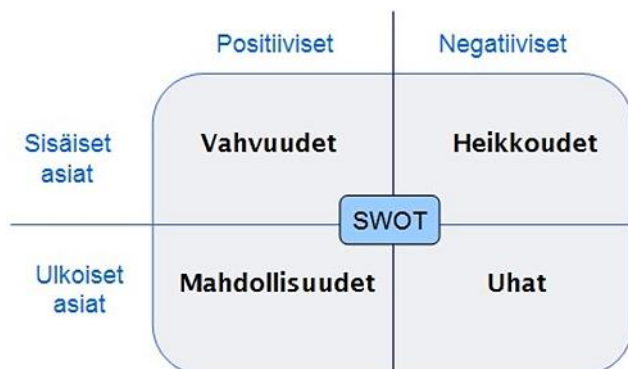 Positiiviset Negatiiviset
Sisäiset
asiat
Vahvuudet Heikkoudet
SWOT
Ulkoiset
asiat
Mahdollisuudet Uhat